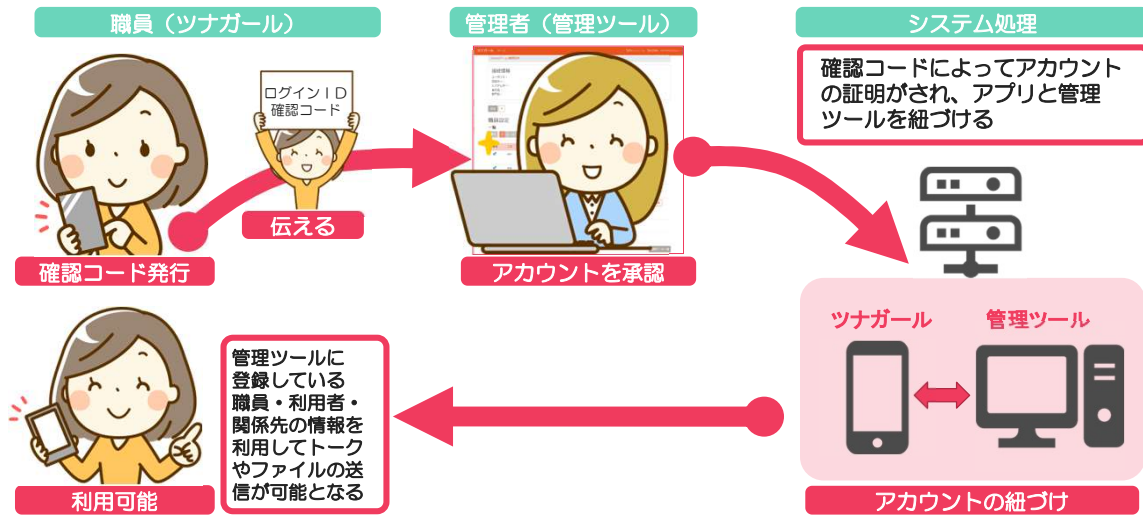 職員（ツナガール）
管理者（管理ツール）
システム処理
確認コードによってアカウント
の証明がされ、アプリと管理
ツールを紐づける
ログインＩＤ
確認コード
伝える
確認コード発行
アカウントを承認
ツナガール
管理ツール
管理ツールに
登録している
職員・利用者・
関係先の情報を
利用してトーク
やファイルの送
信が可能となる
利用可能
アカウントの紐づけ